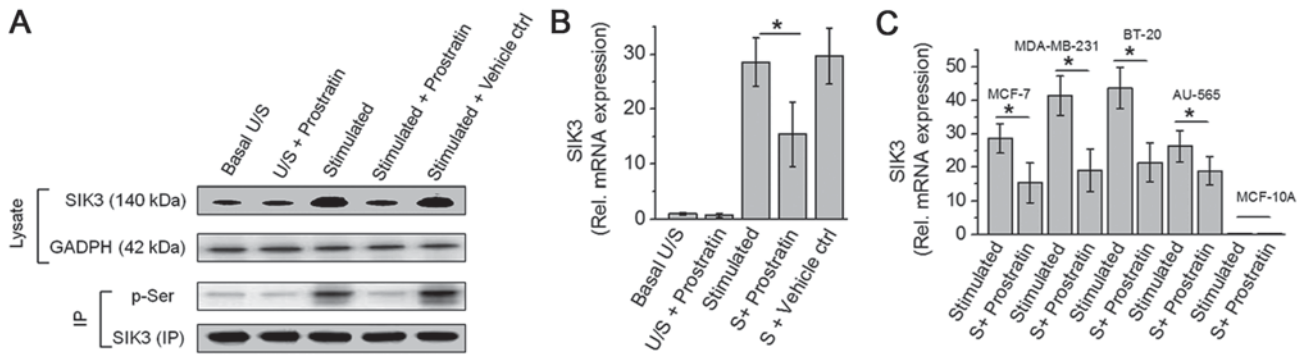 A
Basal U/S
U/S + Prostratin
Stimulated
Stimulated + Prostratin
Stimulated + Vehicle ctrl
Lysate
SIK3 (140 kDa)
GADPH (42 kDa)
IP
p-Ser
SIK3 (IP)
B
SIK3
(Rel. mRNA expression)
30
20
10
0
*
Basal U/S
U/S + Prostratin
Stimulated
S+ Prostratin
S + Vehicle ctrl
C
SIK3
(Rel. mRNA expression)
60
50
40
30
20
10
0
MCF-7
*
MDA-MB-231
*
BT-20
*
AU-565
*
MCF-10A
Stimulated
S+ Prostratin
Stimulated
S+ Prostratin
Stimulated
S+ Prostratin
Stimulated
S+ Prostratin
Stimulated
S+ Prostratin